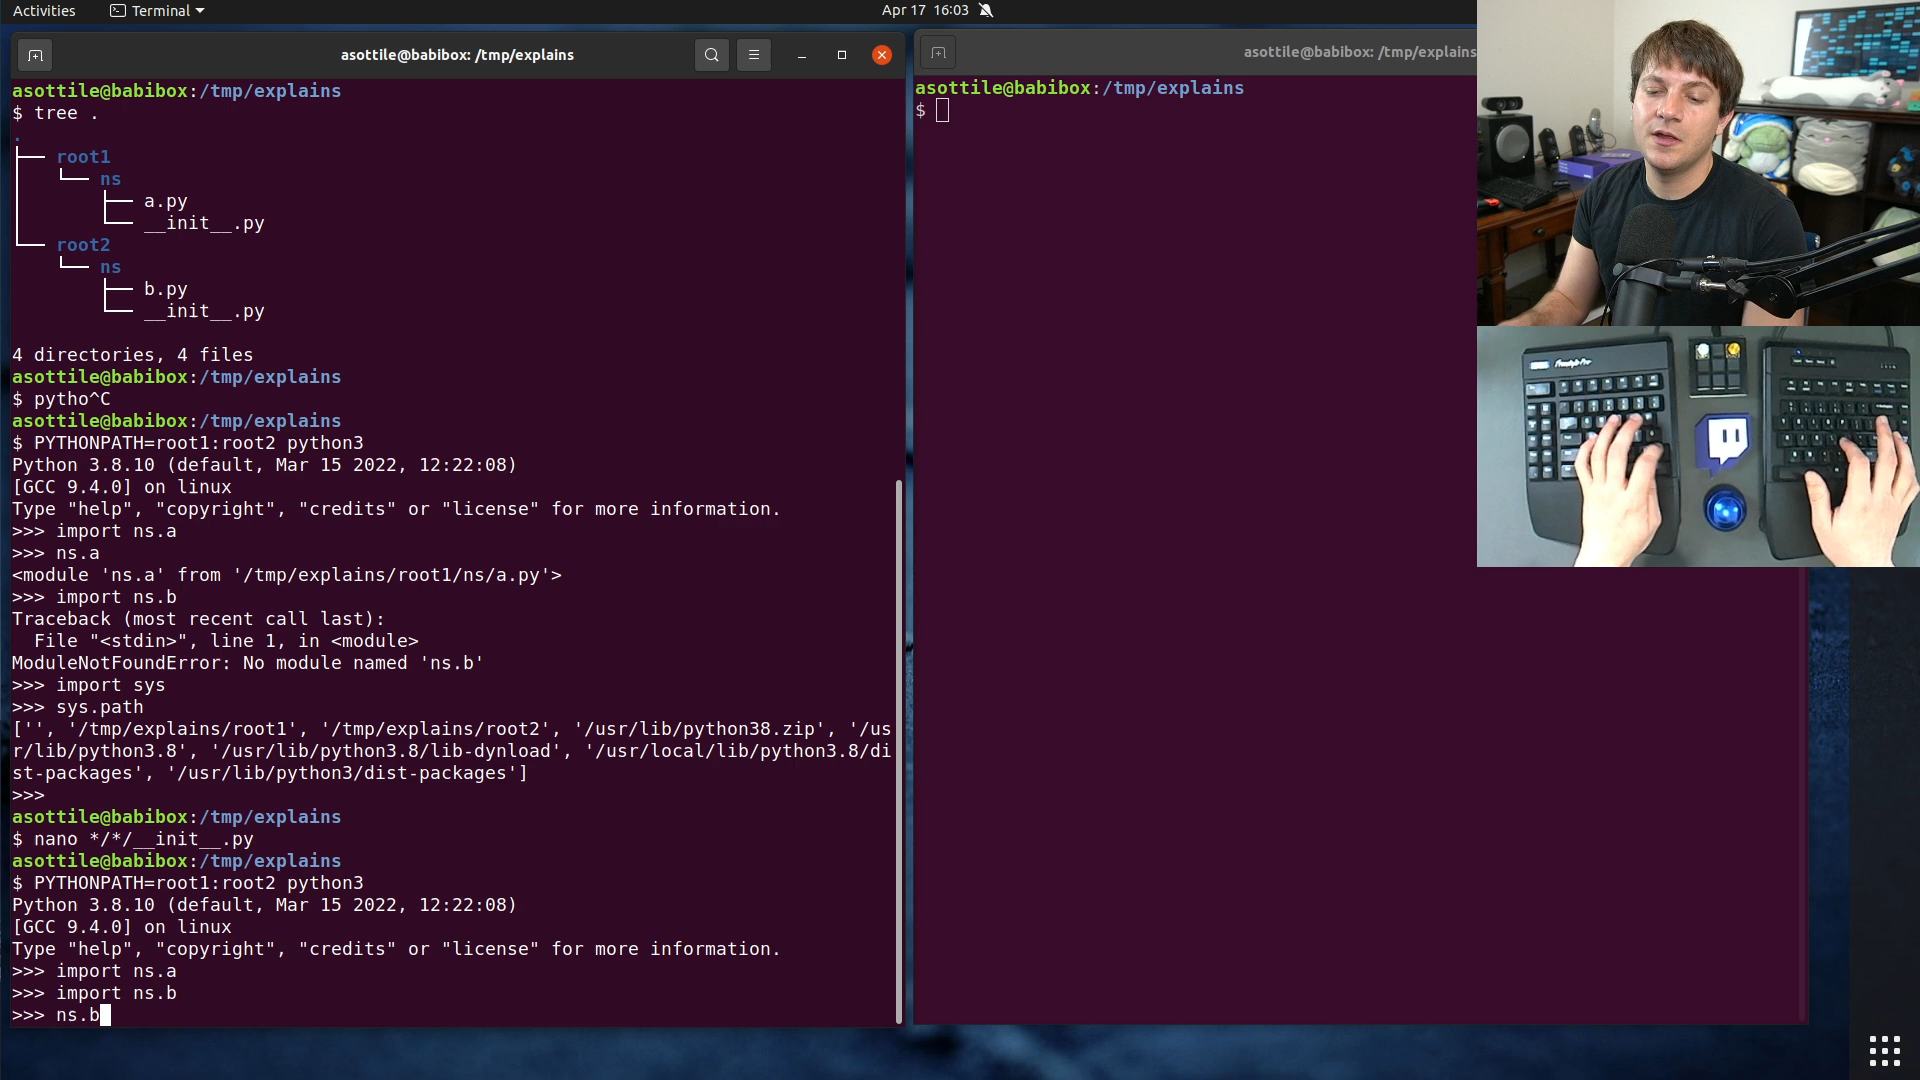 Activities
Terminal
Apr 17 16:03
asottile@babibox: /tmp/explains
asottile@babibox:/tmp/explains
$ tree .
.
├── root1
│   └── ns
│       ├── a.py
│       └── __init__.py
└── root2
    └── ns
        ├── b.py
        └── __init__.py
4 directories, 4 files
asottile@babibox:/tmp/explains
$ pytho^C
asottile@babibox:/tmp/explains
$ PYTHONPATH=root1:root2 python3
Python 3.8.10 (default, Mar 15 2022, 12:22:08)
[GCC 9.4.0] on linux
Type "help", "copyright", "credits" or "license" for more information.
>>> import ns.a
>>> ns.a
<module 'ns.a' from '/tmp/explains/root1/ns/a.py'>
>>> import ns.b
Traceback (most recent call last):
  File "<stdin>", line 1, in <module>
ModuleNotFoundError: No module named 'ns.b'
>>> import sys
>>> sys.path
['', '/tmp/explains/root1', '/tmp/explains/root2', '/usr/lib/python38.zip', '/us
r/lib/python3.8', '/usr/lib/python3.8/lib-dynload', '/usr/local/lib/python3.8/di
st-packages', '/usr/lib/python3/dist-packages']
>>>
asottile@babibox:/tmp/explains
$ nano */*/__init__.py
asottile@babibox:/tmp/explains
$ PYTHONPATH=root1:root2 python3
Python 3.8.10 (default, Mar 15 2022, 12:22:08)
[GCC 9.4.0] on linux
Type "help", "copyright", "credits" or "license" for more information.
>>> import ns.a
>>> import ns.b
>>> ns.b
asottile@babibox: /tmp/explains
asottile@babibox:/tmp/explains
$
Freestyle Pro